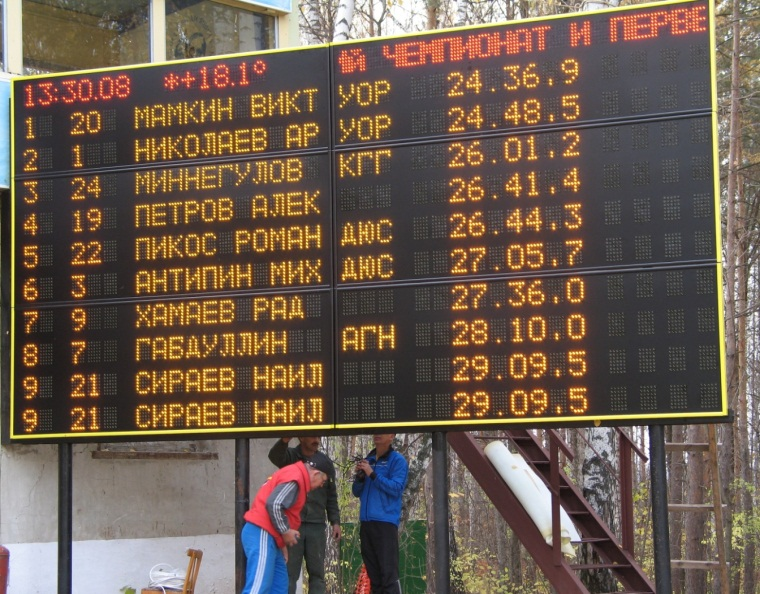 13:30.08 *+18.1° Й ЧЕМПИОНАТ И ПЕРВЕ
1 20 МАМКИН ВИКТ УОР 24.36.9
2 1 НИКОЛАЕВ АР УОР 24.48.5
3 24 МИННЕГУЛОВ КГТ 26.01.2
4 19 ПЕТРОВ АЛЕК 26.41.4
5 22 ПИКОС РОМАН ДЮС 26.44.3
6 3 АНТИПИН МИХ ДЮС 27.05.7
7 9 ХАМАЕВ РАД 27.36.0
8 7 ГАБДУЛЛИН АГН 28.10.0
9 21 СИРАЕВ НАИЛ 29.09.5
9 21 СИРАЕВ НАИЛ 29.09.5